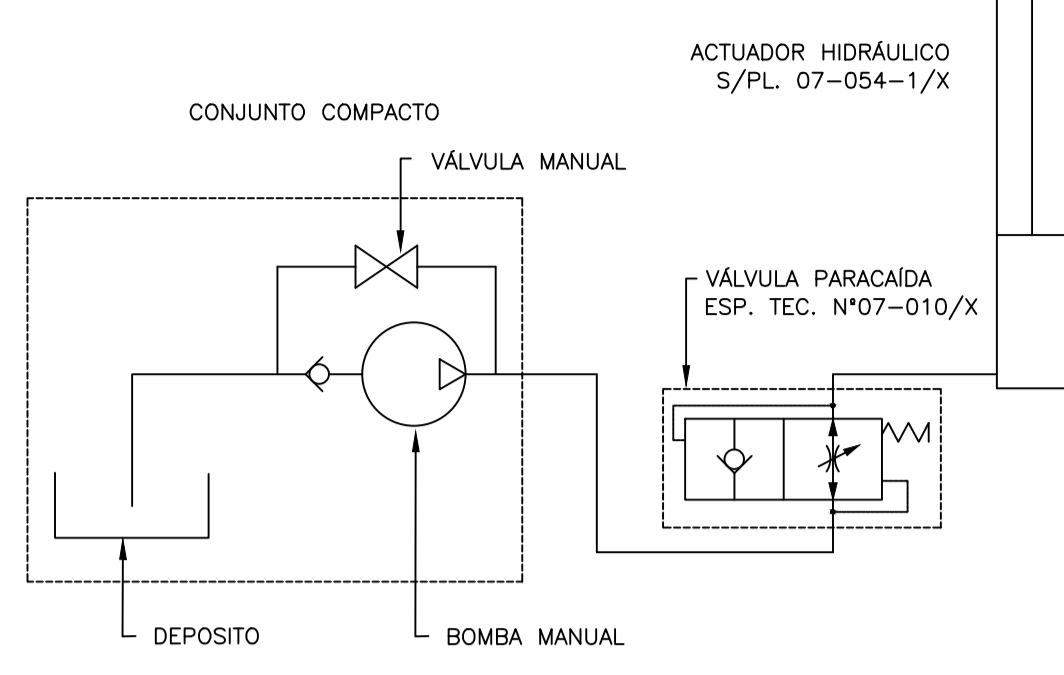 ACTUADOR HIDRÁULICO
S/PL. 07-054-1/X
CONJUNTO COMPACTO
VÁLVULA MANUAL
VÁLVULA PARACAÍDA
ESP. TEC. N°07-010/X
DEPOSITO
BOMBA MANUAL